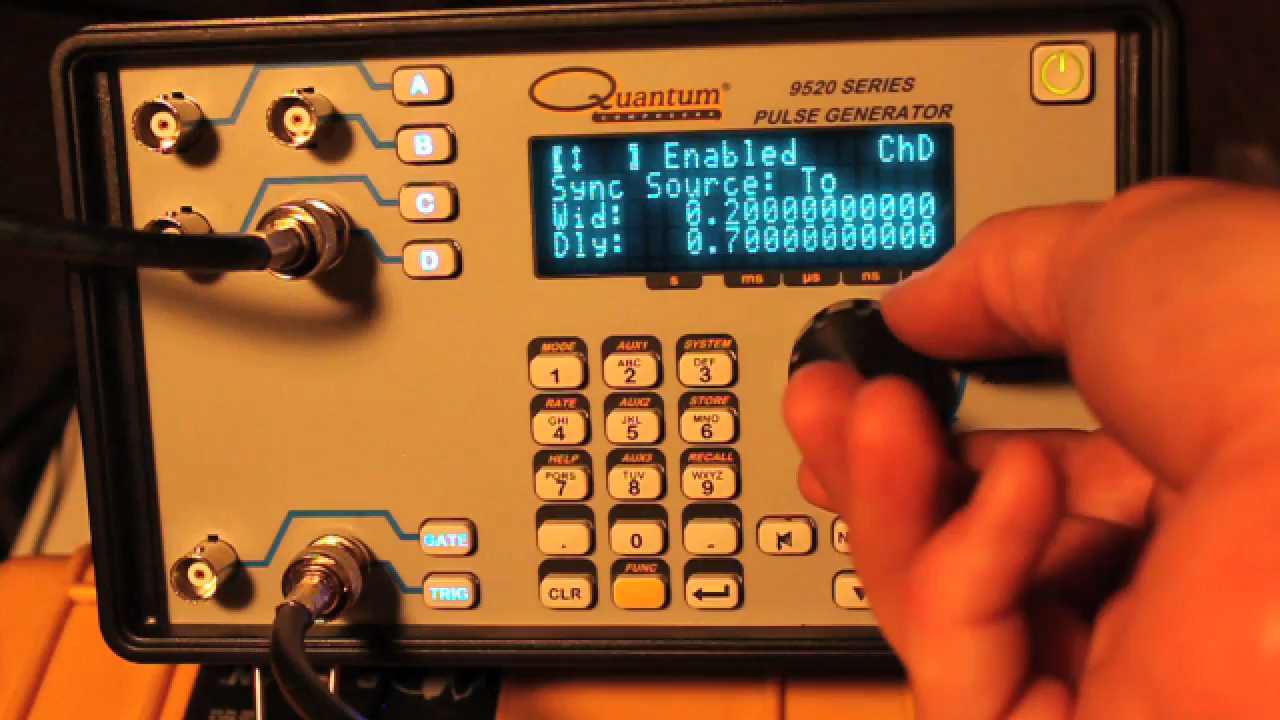 A
B
C
D
Quantum®
COMPOSERS
9520 SERIES
PULSE GENERATOR
[↕ ] Enabled ChD
Sync Source: To
Wid: 0.20000000000
Dly: 0.70000000000
s ms µs ns
MODE AUX1 SYSTEM
1 ABC 2 DEF 3
RATE AUX2 STORE
GHI 4 JKL 5 MNO 6
HELP AUX3 RECALL
PQRS 7 TUV 8 WXYZ 9
. 0 -
FUNC
CLR
GATE
TRIG